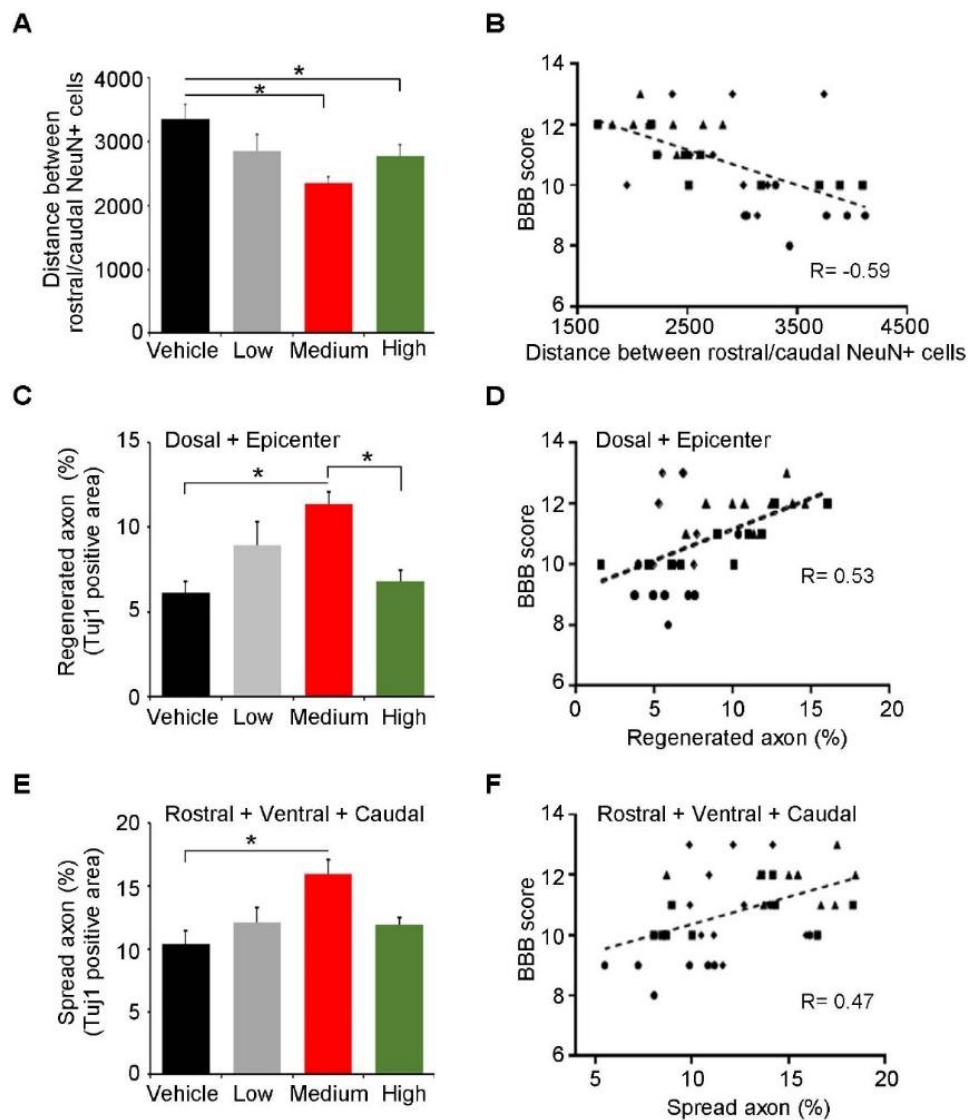 A
Distance between
rostral/caudal NeuN+ cells
4000
3000
2000
1000
0
*
*
Vehicle Low Medium High
B
BBB score
14
12
10
8
6
R= -0.59
1500 2500 3500 4500
Distance between rostral/caudal NeuN+ cells
C
Dosal + Epicenter
Regenerated axon (%)
(Tuj1 positive area)
15
10
5
0
*
*
Vehicle Low Medium High
D
Dosal + Epicenter
BBB score
14
12
10
8
6
R= 0.53
0 5 10 15 20
Regenerated axon (%)
E
Rostral + Ventral + Caudal
Spread axon (%)
(Tuj1 positive area)
20
15
10
5
0
*
Vehicle Low Medium High
F
Rostral + Ventral + Caudal
BBB score
14
12
10
8
6
R= 0.47
5 10 15 20
Spread axon (%)